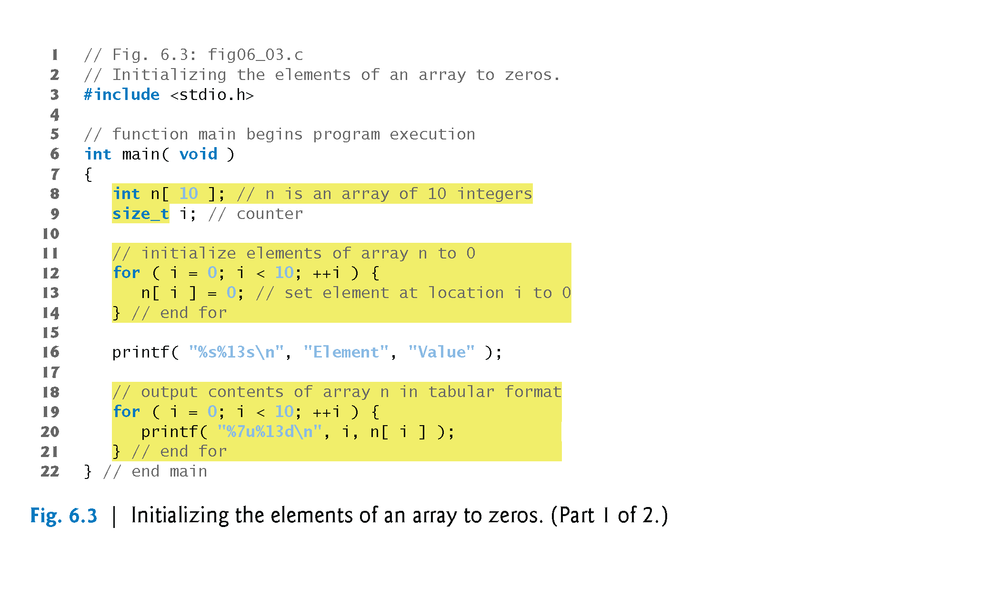 1 // Fig. 6.3: fig06_03.c
2 // Initializing the elements of an array to zeros.
3 #include <stdio.h>
4
5 // function main begins program execution
6 int main( void )
7 {
8    int n[ 10 ]; // n is an array of 10 integers
9    size_t i; // counter
10
11    // initialize elements of array n to 0
12    for ( i = 0; i < 10; ++i ) {
13       n[ i ] = 0; // set element at location i to 0
14    } // end for
15
16    printf( "%s%13s\n", "Element", "Value" );
17
18    // output contents of array n in tabular format
19    for ( i = 0; i < 10; ++i ) {
20       printf( "%7u%13d\n", i, n[ i ] );
21    } // end for
22 } // end main
Fig. 6.3 | Initializing the elements of an array to zeros. (Part 1 of 2.)